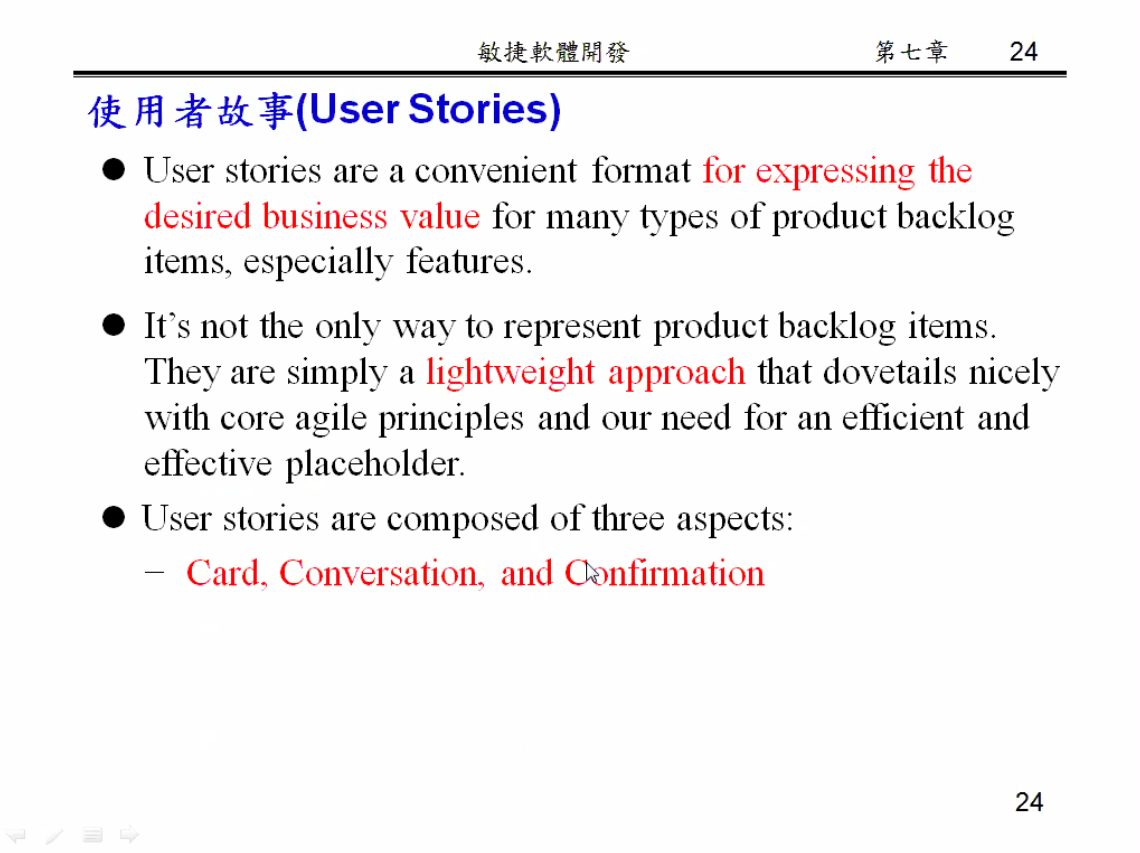 敏捷軟體開發 第七章 24
使用者故事(User Stories)
● User stories are a convenient format for expressing the
desired business value for many types of product backlog
items, especially features.
● It’s not the only way to represent product backlog items.
They are simply a lightweight approach that dovetails nicely
with core agile principles and our need for an efficient and
effective placeholder.
● User stories are composed of three aspects:
– Card, Conversation, and Confirmation
24